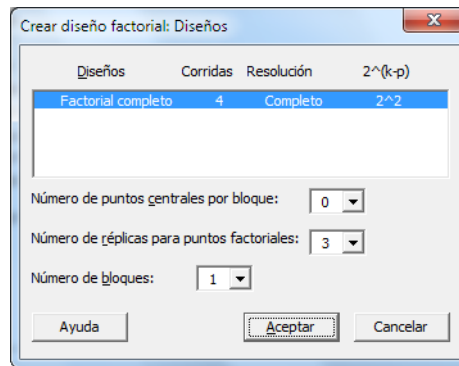 Crear diseño factorial: Diseños
Diseños Corridas Resolución 2^(k-p)
Factorial completo 4 Completo 2^2
Número de puntos centrales por bloque: 0
Número de réplicas para puntos factoriales: 3
Número de bloques: 1
Ayuda Aceptar Cancelar